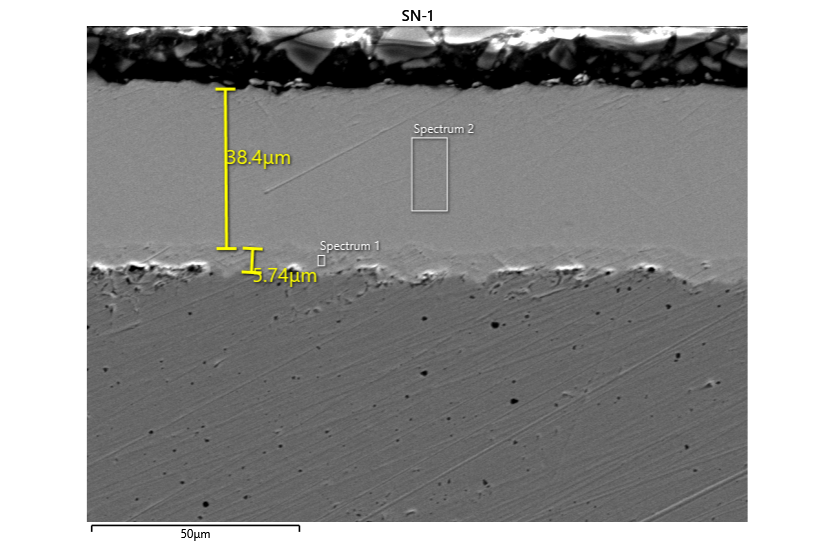 SN-1
Spectrum 2
38.4µm
Spectrum 1
5.74µm
50µm